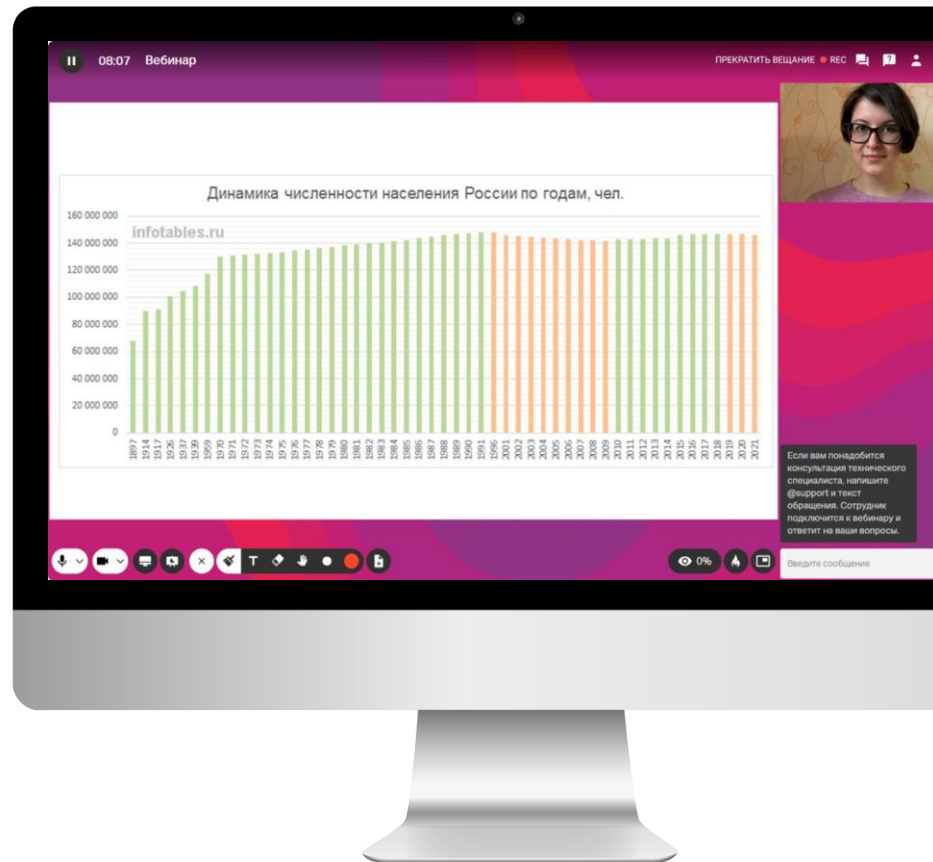 08:07 Вебинар
ПРЕКРАТИТЬ ВЕЩАНИЕ REC
Динамика численности населения России по годам, чел.
infotables.ru
160 000 000
140 000 000
120 000 000
100 000 000
80 000 000
60 000 000
40 000 000
20 000 000
0
1897 1914 1917 1926 1937 1939 1959 1970 1971 1972 1973 1974 1975 1976 1977 1978 1979 1980 1981 1982 1983 1984 1985 1986 1987 1988 1989 1990 1991 1996 2001 2002 2003 2004 2005 2006 2007 2008 2009 2010 2011 2012 2013 2014 2015 2016 2017 2018 2019 2020 2021
Если вам понадобится
консультация технического
специалиста, напишите
@support и текст
обращения. Сотрудник
подключится к вебинару и
ответит на ваши вопросы.
T
0%
Введите сообщение